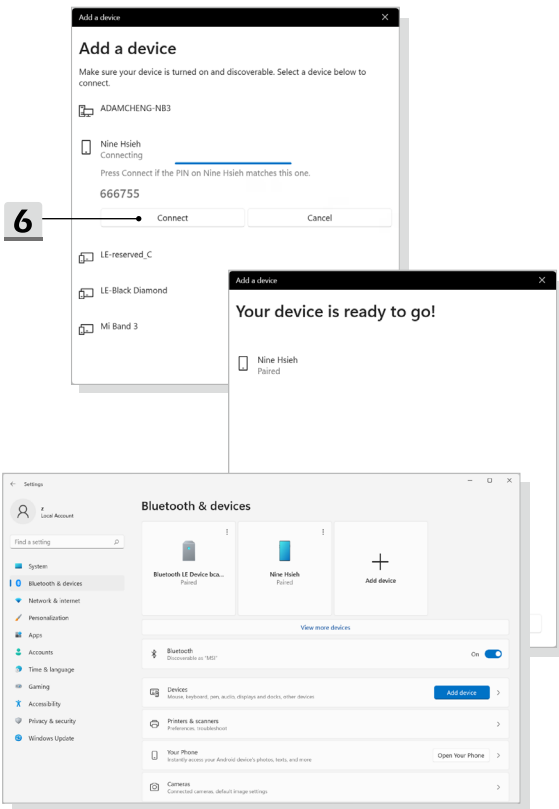 Add a device
Add a device
Make sure your device is turned on and discoverable. Select a device below to
connect.
ADAMCHENG-NB3
Nine Hsieh
Connecting
Press Connect if the PIN on Nine Hsieh matches this one.
666755
6
Connect
Cancel
LE-reserved_C
LE-Black Diamond
Mi Band 3
Add a device
Your device is ready to go!
Nine Hsieh
Paired
Settings
Local Account
Find a setting
System
Bluetooth & devices
Network & internet
Personalization
Apps
Accounts
Time & language
Gaming
Accessibility
Privacy & security
Windows Update
Bluetooth & devices
Bluetooth LE Device bca...
Paired
Nine Hsieh
Paired
Add device
View more devices
Bluetooth
Discoverable as "MSI"
On
Devices
Mouse, keyboard, pen, audio, displays and docks, other devices
Add device
Printers & scanners
Preferences, troubleshoot
Your Phone
Instantly access your Android device's photos, texts, and more
Open Your Phone
Cameras
Connected cameras, default image settings